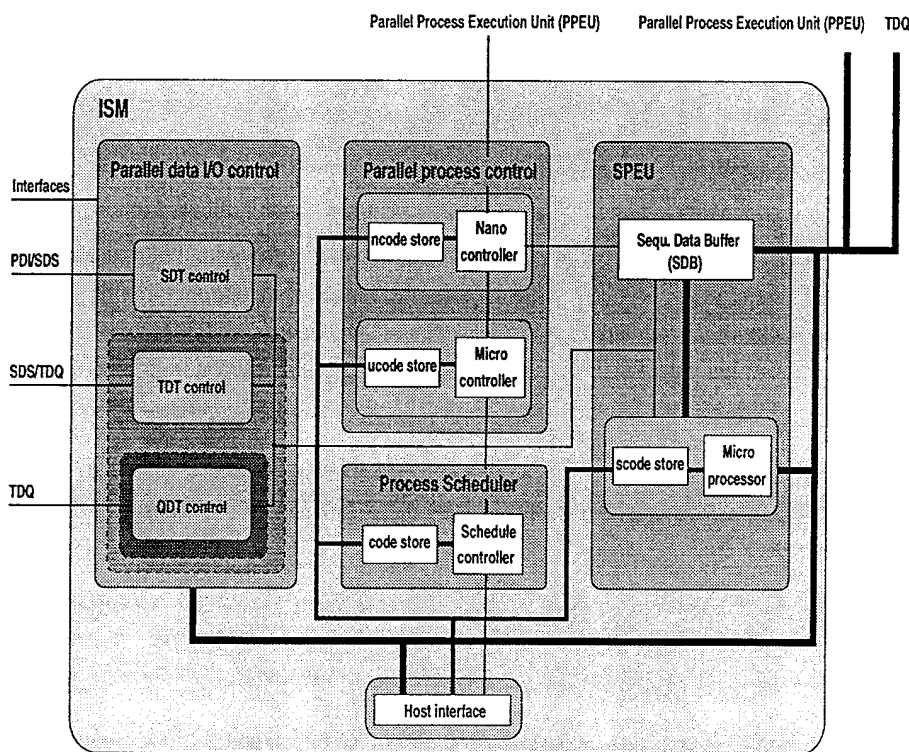 Parallel Process Execution Unit (PPEU)
Parallel Process Execution Unit (PPEU)
TDQ
ISM
Parallel data I/O control
Parallel process control
SPEU
Interfaces
ncode store
Nano
controller
Sequ. Data Buffer
(SDB)
PDI/SDS
SDT control
ucode store
Micro
controller
SDS/TDQ
TDT control
scode store
Micro
processor
Process Scheduler
TDQ
QDT control
code store
Schedule
controller
Host interface